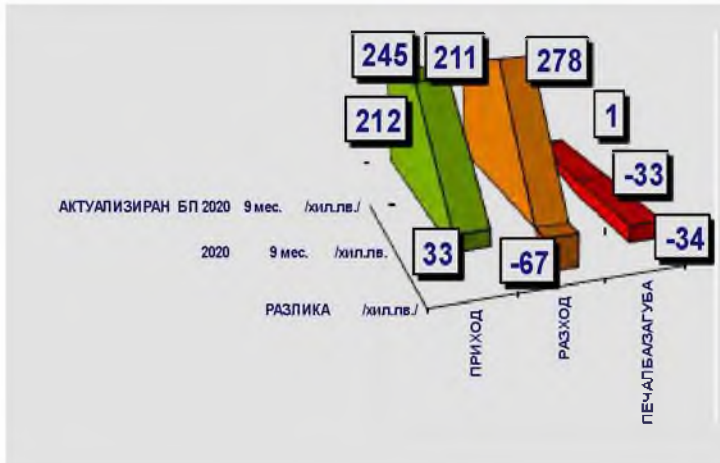 245
211
278
212
1
-33
АКТУАЛИЗИРАН БП 2020 9 мес. /хил.лв./
2020 9 мес. /хил.лв.
33
-67
-34
РАЗЛИКА /хил.лв./
ПРИХОД
РАЗХОД
ПЕЧАЛБА/ЗАГУБА